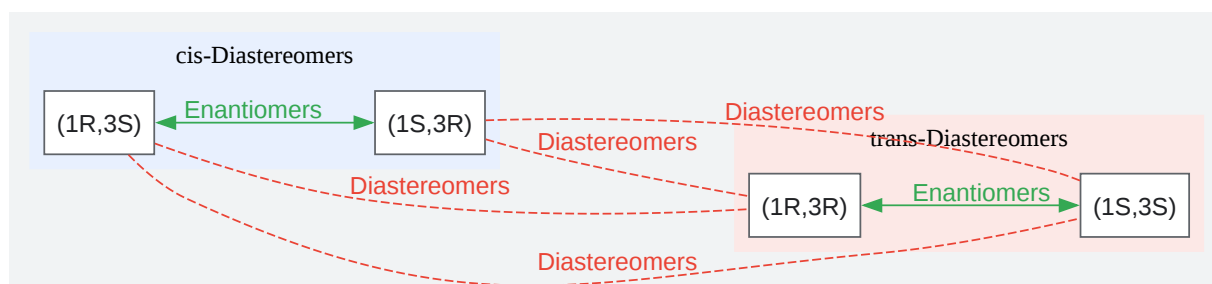 cis-Diastereomers
(1R,3S)
Enantiomers
(1S,3R)
Diastereomers
Diastereomers
trans-Diastereomers
Diastereomers
(1R,3R)
Enantiomers
(1S,3S)
Diastereomers